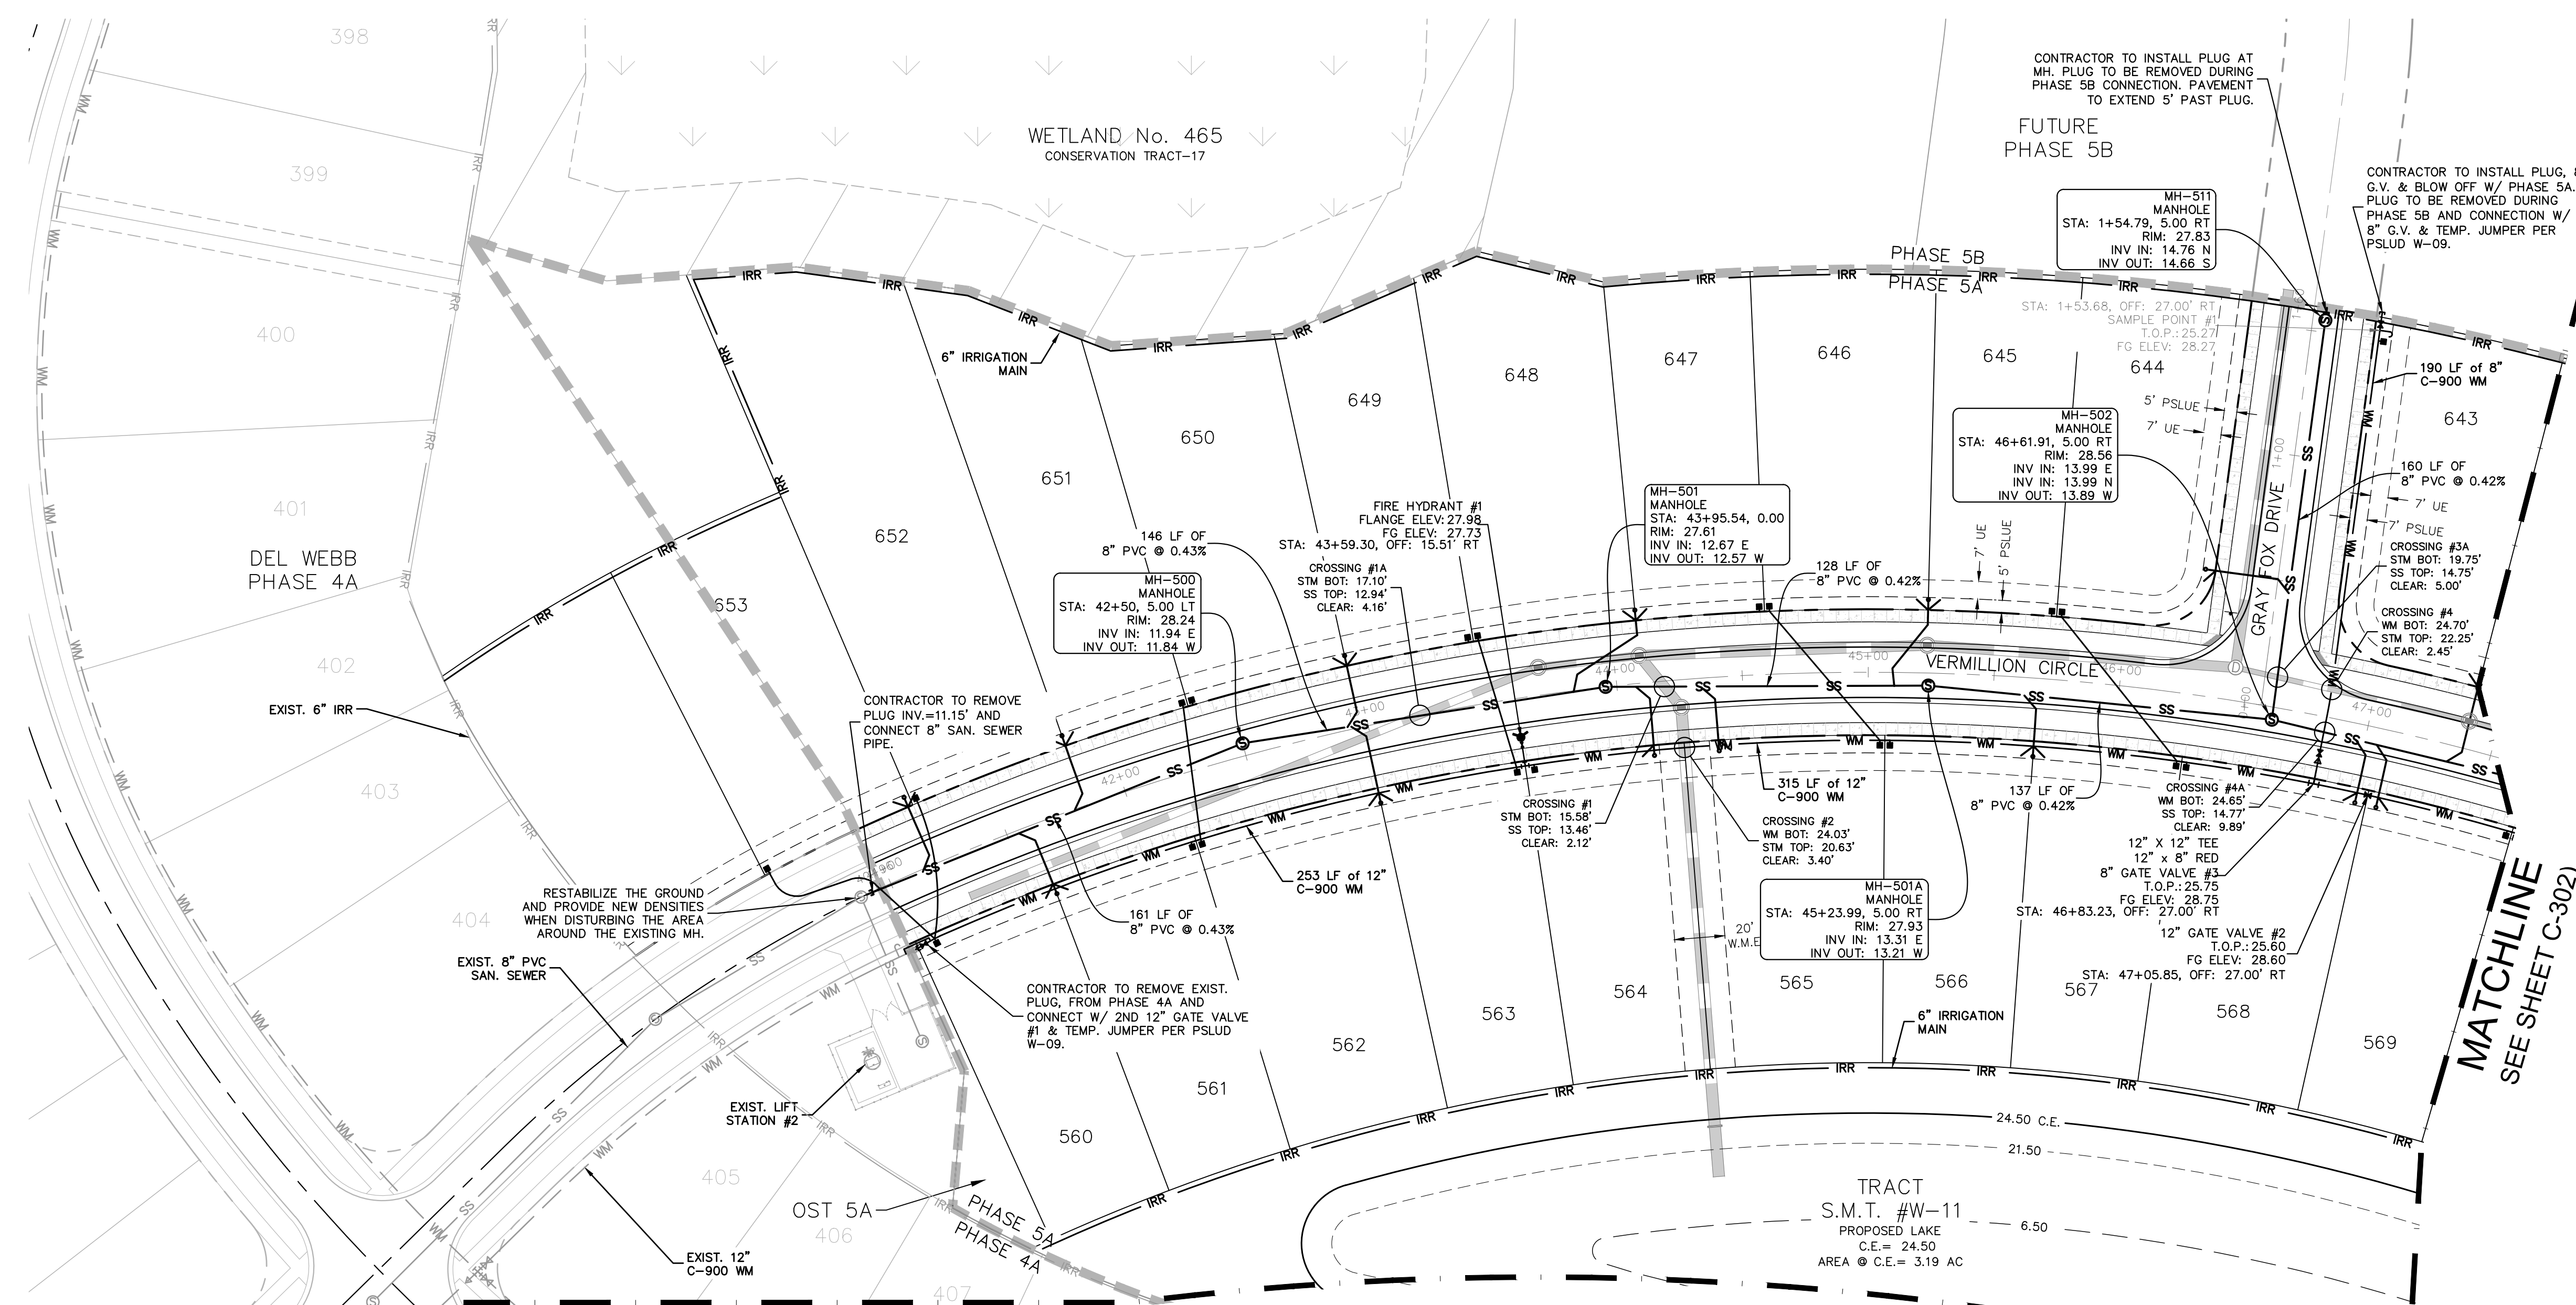 398
399
400
401
402
403
404
405
406
407
DEL WEBB
PHASE 4A
WETLAND No. 465
CONSERVATION TRACT-17
FUTURE
PHASE 5B
CONTRACTOR TO INSTALL PLUG AT
MH. PLUG TO BE REMOVED DURING
PHASE 5B CONNECTION. PAVEMENT
TO EXTEND 5' PAST PLUG.
CONTRACTOR TO INSTALL PLUG,
G.V. & BLOW OFF W/ PHASE 5A.
PLUG TO BE REMOVED DURING
PHASE 5B AND CONNECTION W/
8" G.V. & TEMP. JUMPER PER
PSLUD W-09.
MH-511
MANHOLE
STA: 1+54.79, 5.00 RT
RIM: 27.83
INV IN: 14.76 N
INV OUT: 14.66 S
PHASE 5B
PHASE 5A
STA: 1+53.68, OFF: 27.00' RT
SAMPLE POINT #1
T.O.P.:25.27
FG ELEV: 28.27
6" IRRIGATION
MAIN
653
652
651
650
649
648
647
646
645
644
643
5' PSLUE
7' UE
190 LF of 8"
C-900 WM
160 LF OF
8" PVC @ 0.42%
7' UE
7' PSLUE
MH-502
MANHOLE
STA: 46+61.91, 5.00 RT
RIM: 28.56
INV IN: 13.99 E
INV IN: 13.99 N
INV OUT: 13.89 W
GRAY FOX DRIVE
1+00
0+00
CROSSING #3A
STM BOT: 19.75'
SS TOP: 14.75'
CLEAR: 5.00'
CROSSING #4
WM BOT: 24.70'
STM TOP: 22.25'
CLEAR: 2.45'
FIRE HYDRANT #1
FLANGE ELEV:27.98
FG ELEV: 27.73
STA: 43+59.30, OFF: 15.51' RT
MH-501
MANHOLE
STA: 43+95.54, 0.00
RIM: 27.61
INV IN: 12.67 E
INV OUT: 12.57 W
7' UE
5' PSLUE
146 LF OF
8" PVC @ 0.43%
CROSSING #1A
STM BOT: 17.10'
SS TOP: 12.94'
CLEAR: 4.16'
128 LF OF
8" PVC @ 0.42%
MH-500
MANHOLE
STA: 42+50, 5.00 LT
RIM: 28.24
INV IN: 11.94 E
INV OUT: 11.84 W
VERMILLION CIRCLE
42+00
43+00
44+00
45+00
46+00
47+00
EXIST. 6" IRR
CONTRACTOR TO REMOVE
PLUG INV.=11.15' AND
CONNECT 8" SAN. SEWER
PIPE.
RESTABILIZE THE GROUND
AND PROVIDE NEW DENSITIES
WHEN DISTURBING THE AREA
AROUND THE EXISTING MH.
EXIST. 8" PVC
SAN. SEWER
161 LF OF
8" PVC @ 0.43%
253 LF of 12"
C-900 WM
CROSSING #1
STM BOT: 15.58'
SS TOP: 13.46'
CLEAR: 2.12'
315 LF of 12"
C-900 WM
CROSSING #2
WM BOT: 24.03'
STM TOP: 20.63'
CLEAR: 3.40'
137 LF OF
8" PVC @ 0.42%
CROSSING #4A
WM BOT: 24.65'
SS TOP: 14.77'
CLEAR: 9.89'
12" X 12" TEE
12" x 8" RED
8" GATE VALVE #3
T.O.P.:25.75
FG ELEV: 28.75
STA: 46+83.23, OFF: 27.00' RT
12" GATE VALVE #2
T.O.P.:25.60
FG ELEV: 28.60
STA: 47+05.85, OFF: 27.00' RT
MH-501A
MANHOLE
STA: 45+23.99, 5.00 RT
RIM: 27.93
INV IN: 13.31 E
INV OUT: 13.21 W
20'
W.M.E
CONTRACTOR TO REMOVE EXIST.
PLUG, FROM PHASE 4A AND
CONNECT W/ 2ND 12" GATE VALVE
#1 & TEMP. JUMPER PER PSLUD
W-09.
6" IRRIGATION
MAIN
560
561
562
563
564
565
566
567
568
569
EXIST. LIFT
STATION #2
OST 5A
PHASE 5A
PHASE 4A
EXIST. 12"
C-900 WM
24.50 C.E.
21.50
6.50
TRACT
S.M.T. #W-11
PROPOSED LAKE
C.E.= 24.50
AREA @ C.E.= 3.19 AC
MATCHLINE
SEE SHEET C-302)
IRR
WM
SS